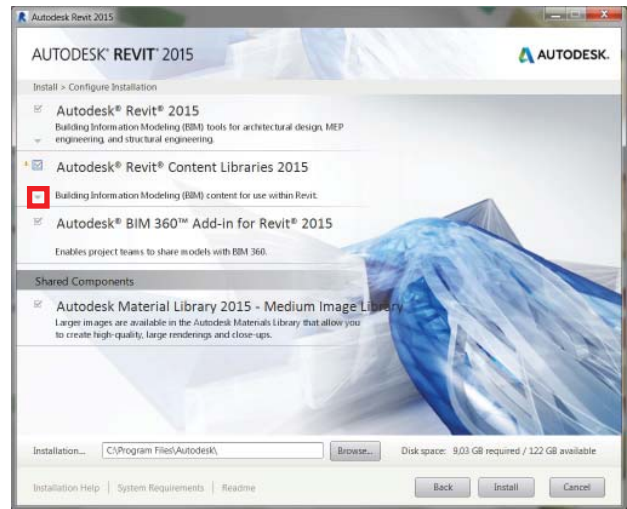 Autodesk Revit 2015
AUTODESK® REVIT® 2015
AUTODESK.
Install > Configure Installation
Autodesk® Revit® 2015
Building Information Modeling (BIM) tools for architectural design, MEP
engineering, and structural engineering.
Autodesk® Revit® Content Libraries 2015
Building Information Modeling (BIM) content for use within Revit.
Autodesk® BIM 360™ Add-in for Revit® 2015
Enables project teams to share models with BIM 360.
Shared Components
Autodesk Material Library 2015 - Medium Image Library
Larger images are available in the Autodesk Materials Library that allow you
to create high-quality, large renderings and close-ups.
Installation... C:\Program Files\Autodesk\ Browse... Disk space: 9,03 GB required / 122 GB available
Installation Help | System Requirements | Readme Back Install Cancel